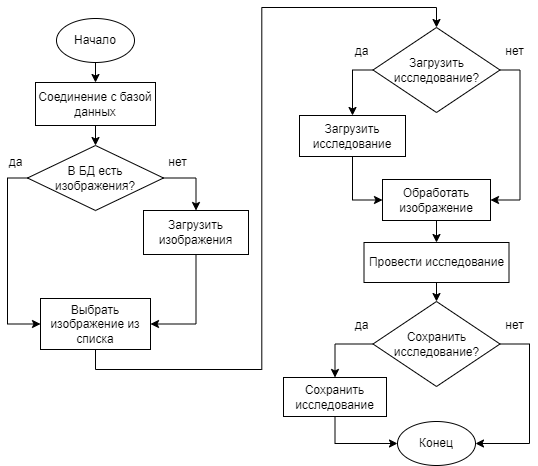 Начало
Соединение с базой
данных
В БД есть
изображения?
да
нет
Загрузить
изображения
Выбрать
изображение из
списка
Загрузить
исследование?
да
нет
Загрузить
исследование
Обработать
изображение
Провести исследование
Сохранить
исследование?
да
нет
Сохранить
исследование
Конец